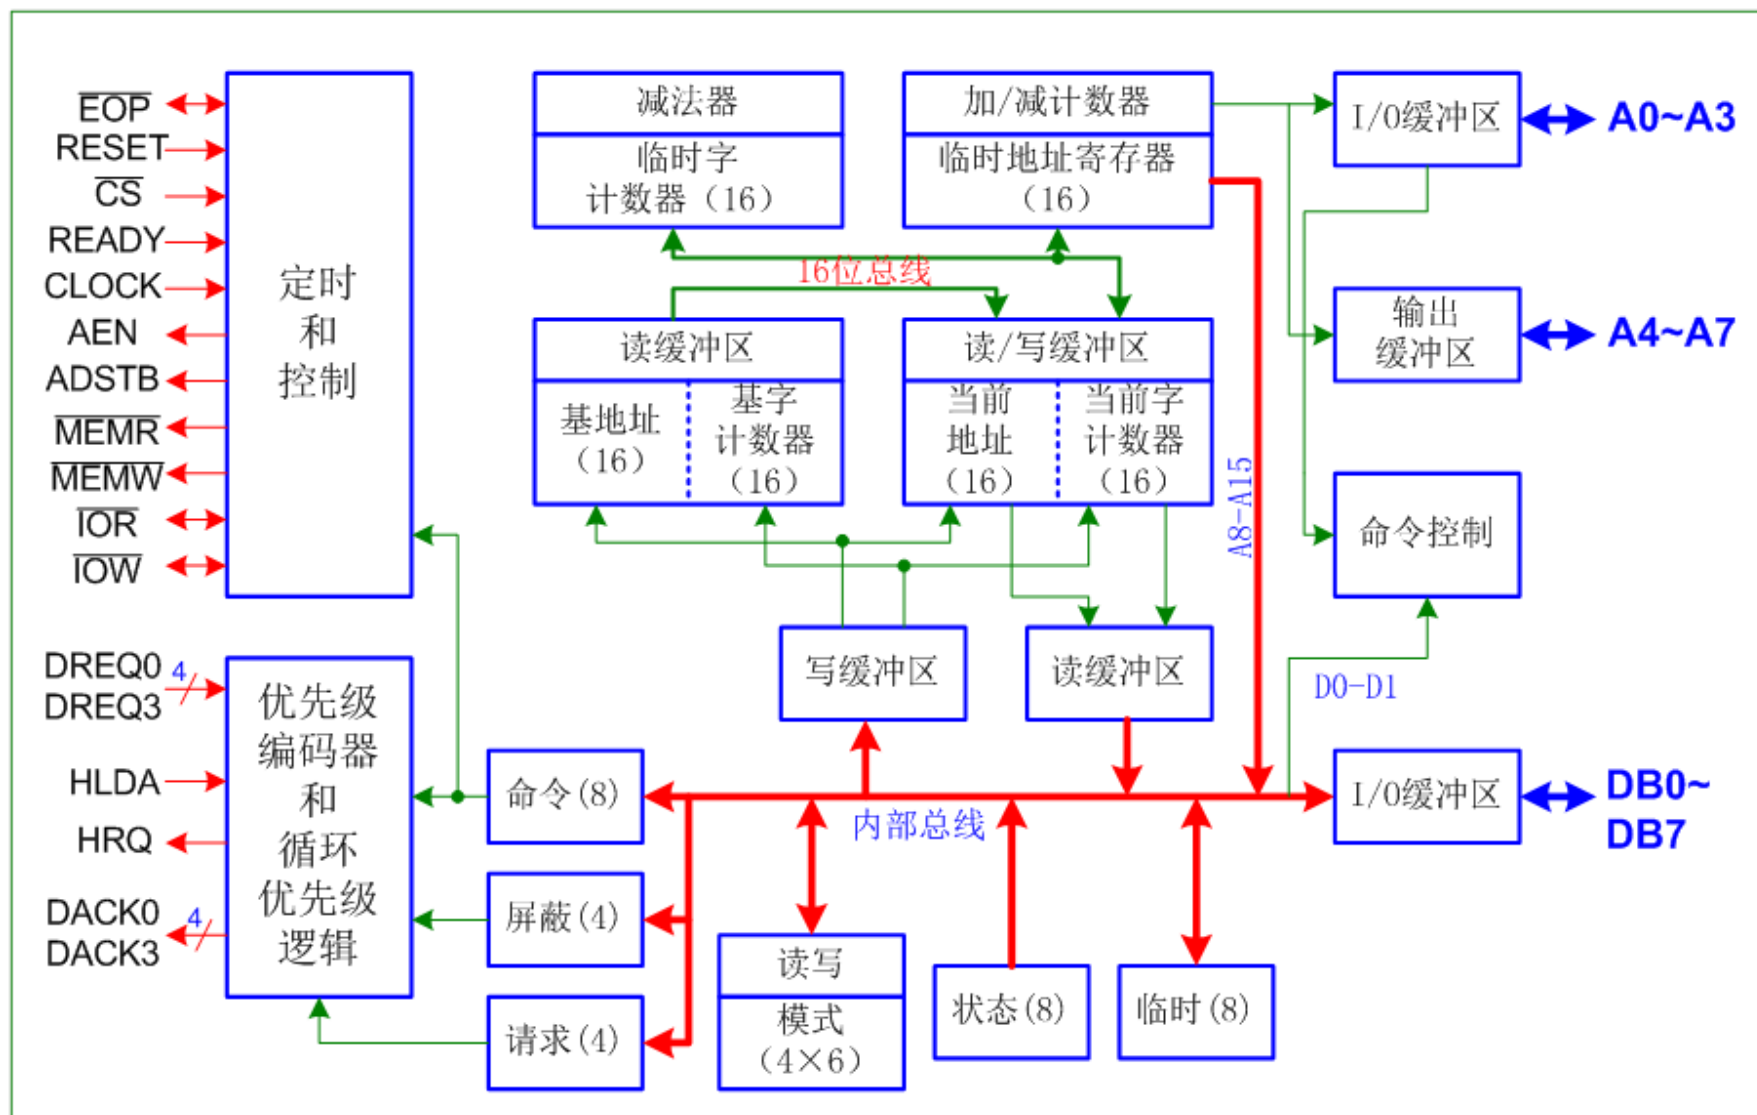 EOP
RESET
CS
READY
CLOCK
AEN
ADSTB
MEMR
MEMW
IOR
IOW
定时
和
控制
减法器
临时字
计数器（16）
加/减计数器
临时地址寄存器
（16）
I/O缓冲区
A0~A3
16位总线
读缓冲区
基地址
（16）
基字
计数器
（16）
读/写缓冲区
当前
地址
（16）
当前字
计数器
（16）
A8-A15
输出
缓冲区
A4~A7
命令控制
写缓冲区
读缓冲区
D0-D1
DREQ0
DREQ3
4
HLDA
HRQ
DACK0
DACK3
4
优先级
编码器
和
循环
优先级
逻辑
命令(8)
屏蔽(4)
请求(4)
内部总线
读写
模式
（4×6）
状态(8)
临时(8)
I/O缓冲区
DB0~
DB7